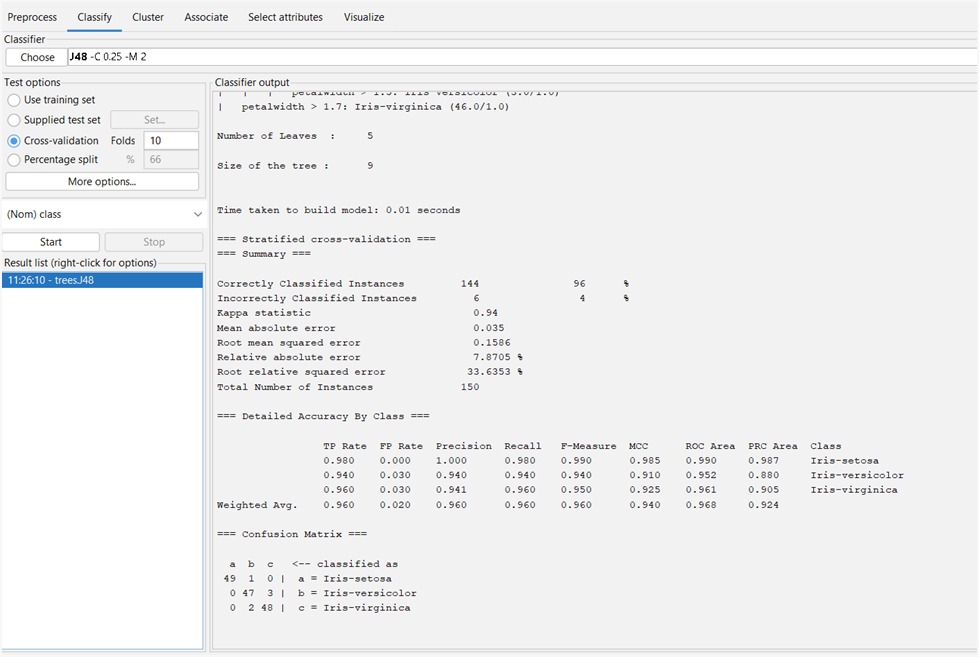 Preprocess Classify Cluster Associate Select attributes Visualize
Classifier
Choose J48 -C 0.25 -M 2
Test options
Use training set
Supplied test set Set...
Cross-validation Folds 10
Percentage split % 66
More options...
(Nom) class
Start Stop
Result list (right-click for options)
11:26:10 - trees.J48
Classifier output
| petalwidth > 1.7: Iris-virginica (46.0/1.0)
Number of Leaves : 5
Size of the tree : 9
Time taken to build model: 0.01 seconds
=== Stratified cross-validation ===
=== Summary ===
Correctly Classified Instances 144 96 %
Incorrectly Classified Instances 6 4 %
Kappa statistic 0.94
Mean absolute error 0.035
Root mean squared error 0.1586
Relative absolute error 7.8705 %
Root relative squared error 33.6353 %
Total Number of Instances 150
=== Detailed Accuracy By Class ===
TP Rate FP Rate Precision Recall F-Measure MCC ROC Area PRC Area Class
0.980 0.000 1.000 0.980 0.990 0.985 0.990 0.987 Iris-setosa
0.940 0.030 0.940 0.940 0.940 0.910 0.952 0.880 Iris-versicolor
0.960 0.030 0.941 0.960 0.950 0.925 0.961 0.905 Iris-virginica
Weighted Avg. 0.960 0.020 0.960 0.960 0.960 0.940 0.968 0.924
=== Confusion Matrix ===
a b c <-- classified as
49 1 0 | a = Iris-setosa
0 47 3 | b = Iris-versicolor
0 2 48 | c = Iris-virginica